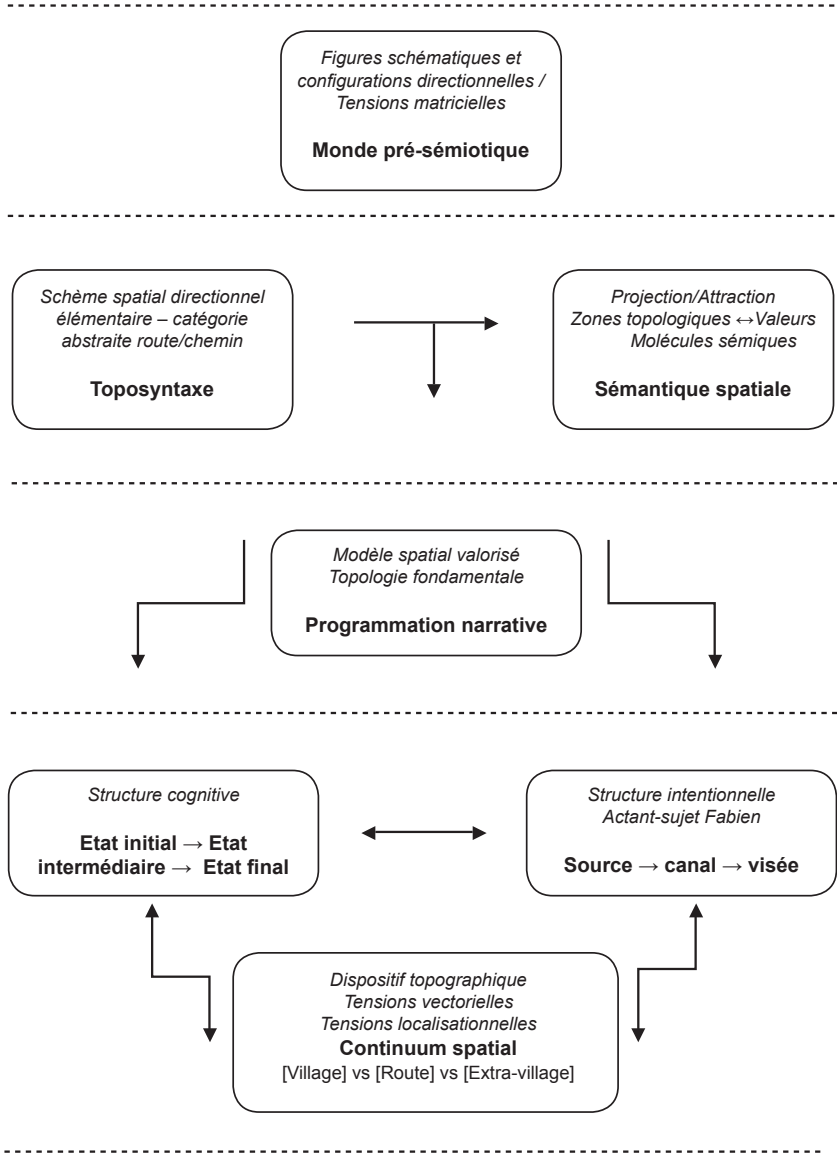 Figures schématiques et
configurations directionnelles /
Tensions matricielles
Monde pré-sémiotique
Schème spatial directionnel
élémentaire – catégorie
abstraite route/chemin
Toposyntaxe
Projection/Attraction
Zones topologiques ↔Valeurs
Molécules sémiques
Sémantique spatiale
Modèle spatial valorisé
Topologie fondamentale
Programmation narrative
Structure cognitive
Etat initial → Etat
intermédiaire → Etat final
Structure intentionnelle
Actant-sujet Fabien
Source → canal → visée
Dispositif topographique
Tensions vectorielles
Tensions localisationnelles
Continuum spatial
[Village] vs [Route] vs [Extra-village]